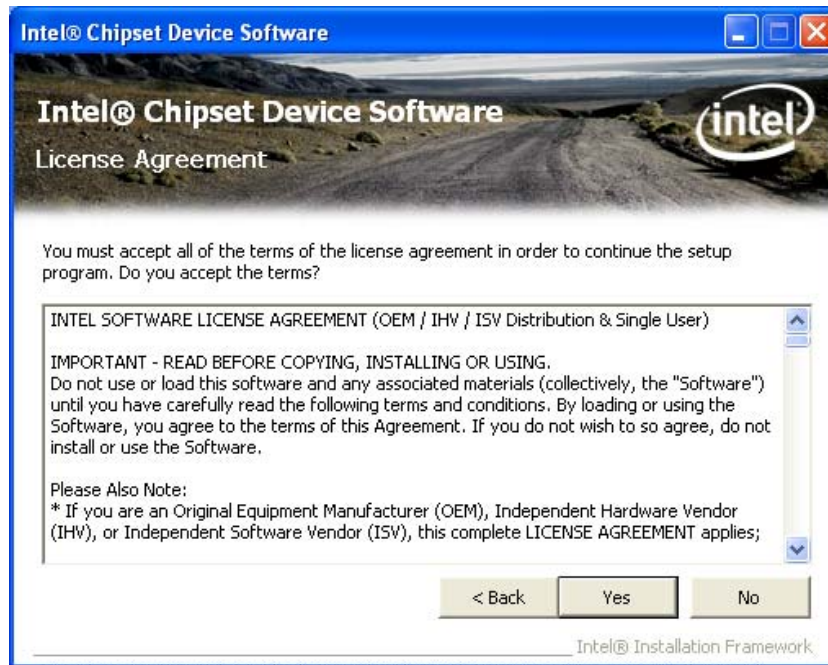 Intel® Chipset Device Software
Intel® Chipset Device Software
intel
License Agreement
You must accept all of the terms of the license agreement in order to continue the setup
program. Do you accept the terms?
INTEL SOFTWARE LICENSE AGREEMENT (OEM / IHV / ISV Distribution & Single User)
IMPORTANT - READ BEFORE COPYING, INSTALLING OR USING.
Do not use or load this software and any associated materials (collectively, the "Software")
until you have carefully read the following terms and conditions. By loading or using the
Software, you agree to the terms of this Agreement. If you do not wish to so agree, do not
install or use the Software.
Please Also Note:
* If you are an Original Equipment Manufacturer (OEM), Independent Hardware Vendor
(IHV), or Independent Software Vendor (ISV), this complete LICENSE AGREEMENT applies;
< Back Yes No
Intel® Installation Framework